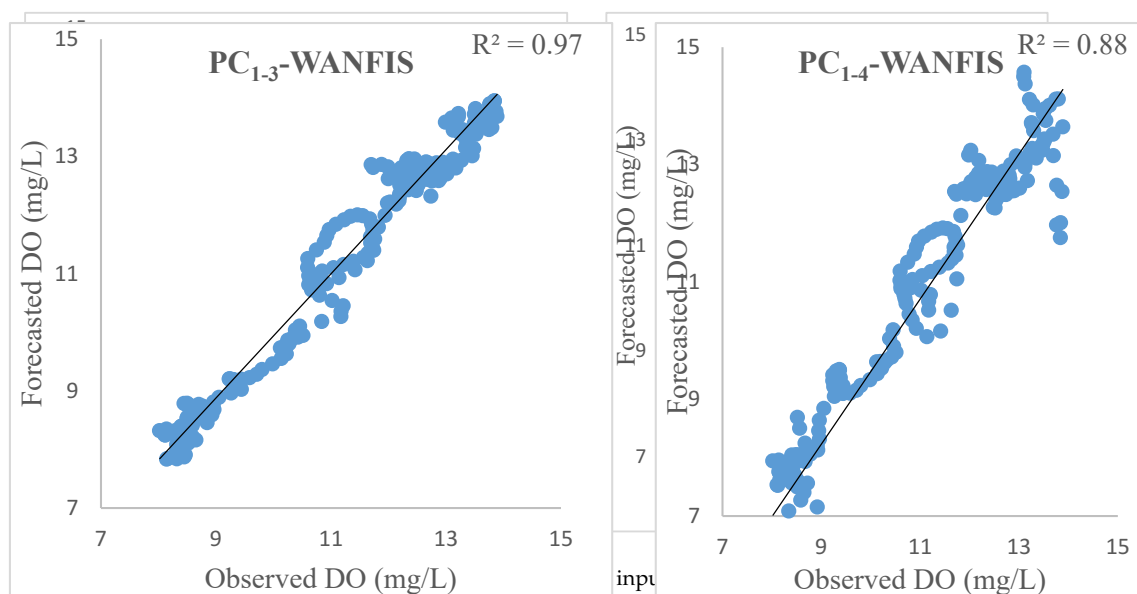 15
PC1-3-WANFIS
R² = 0.97
13
11
9
7
Forecasted DO (mg/L)
7 9 11 13 15
Observed DO (mg/L)
15
13
11
9
7
Forecasted DO (mg/L)
15
PC1-4-WANFIS
R² = 0.88
13
11
9
7
Forecasted DO (mg/L)
7 9 11 13 15
Observed DO (mg/L)